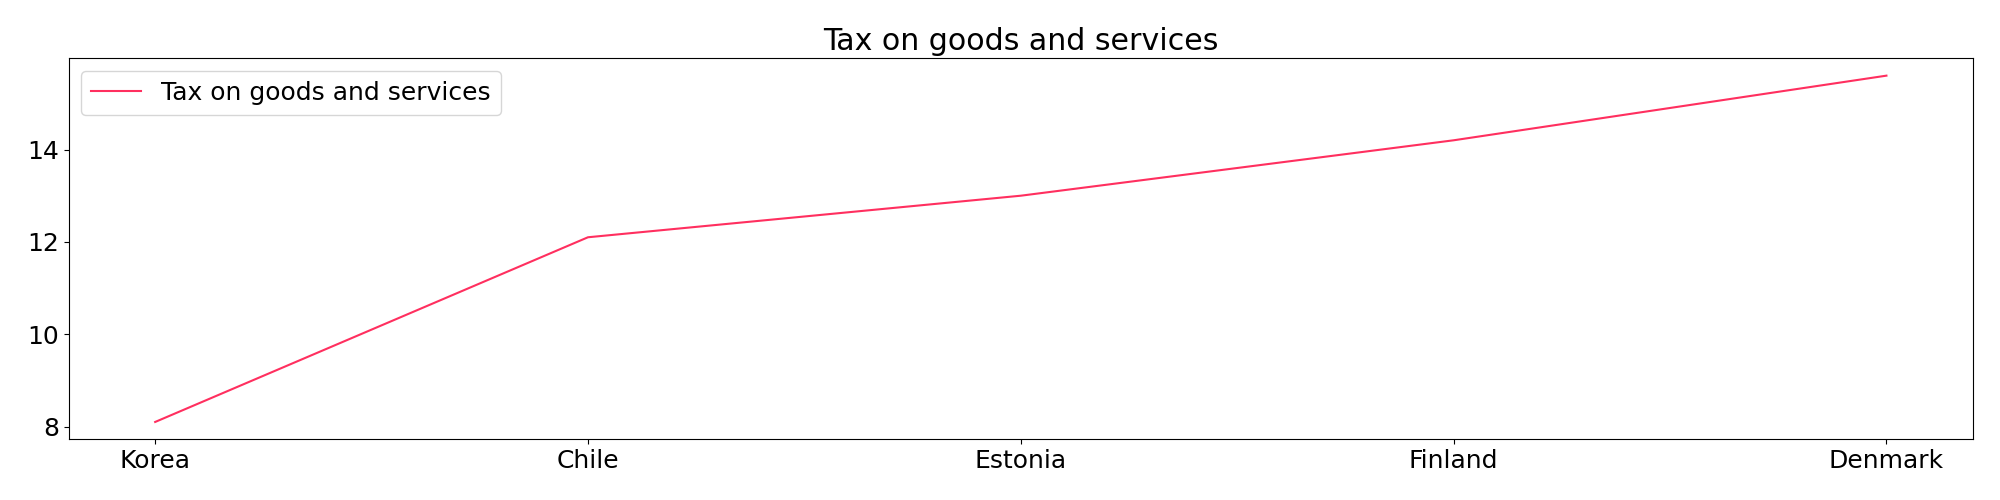 Tax on goods and services
Tax on goods and services
14
12
10
8
Korea Chile Estonia Finland Denmark